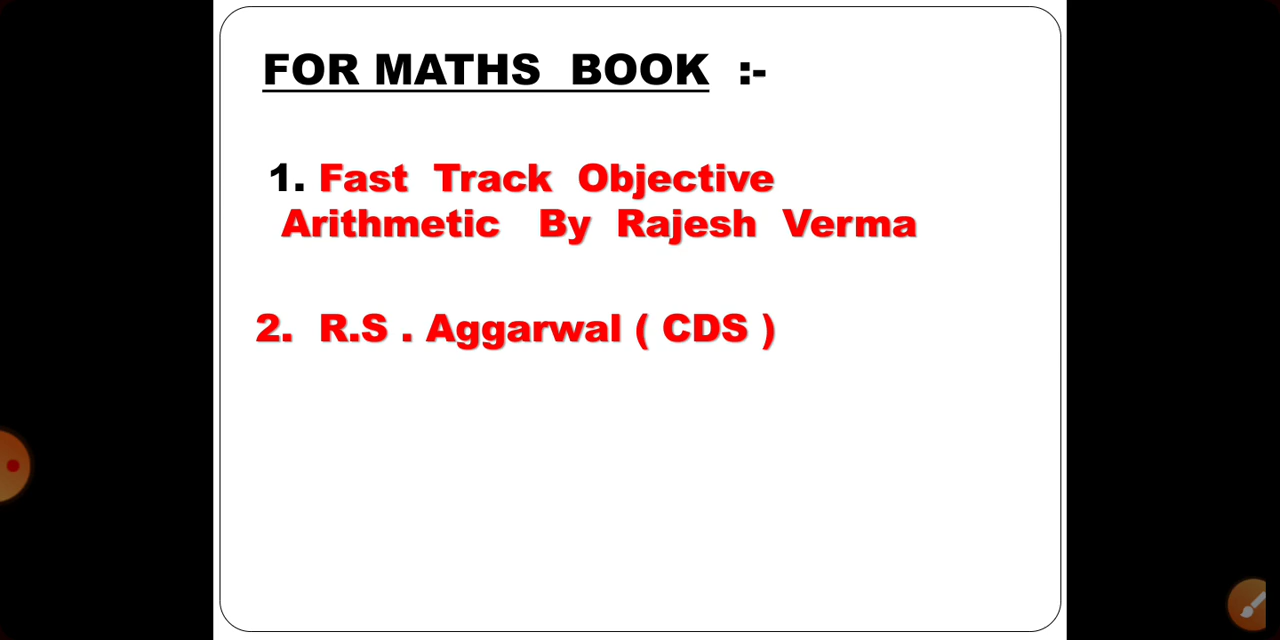 FOR MATHS BOOK :-
1. Fast Track Objective
Arithmetic By Rajesh Verma
2. R.S . Aggarwal ( CDS )